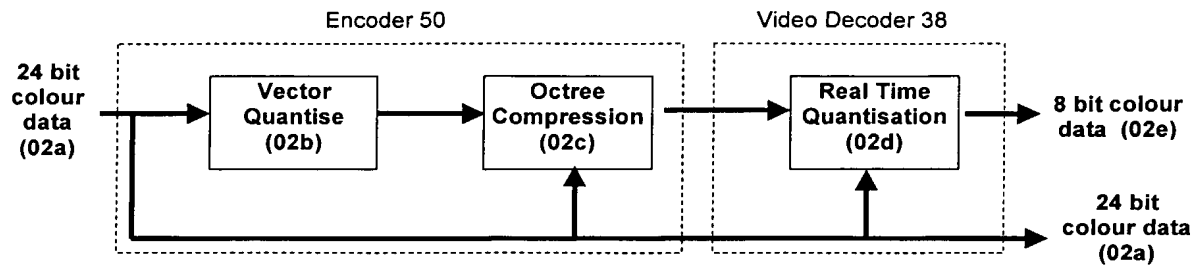 Encoder 50
Video Decoder 38
24 bit
colour
data
(02a)
Vector
Quantise
(02b)
Octree
Compression
(02c)
Real Time
Quantisation
(02d)
8 bit colour
data (02e)
24 bit
colour data
(02a)